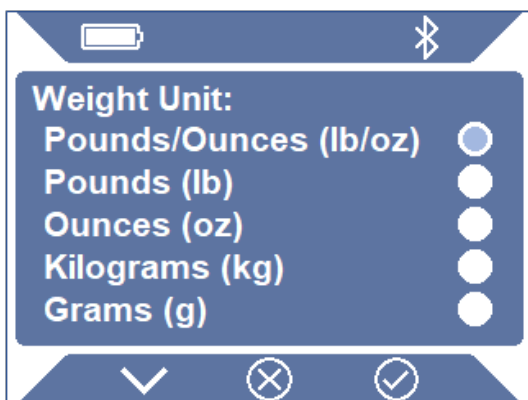 Weight Unit:
Pounds/Ounces (lb/oz)
Pounds (lb)
Ounces (oz)
Kilograms (kg)
Grams (g)